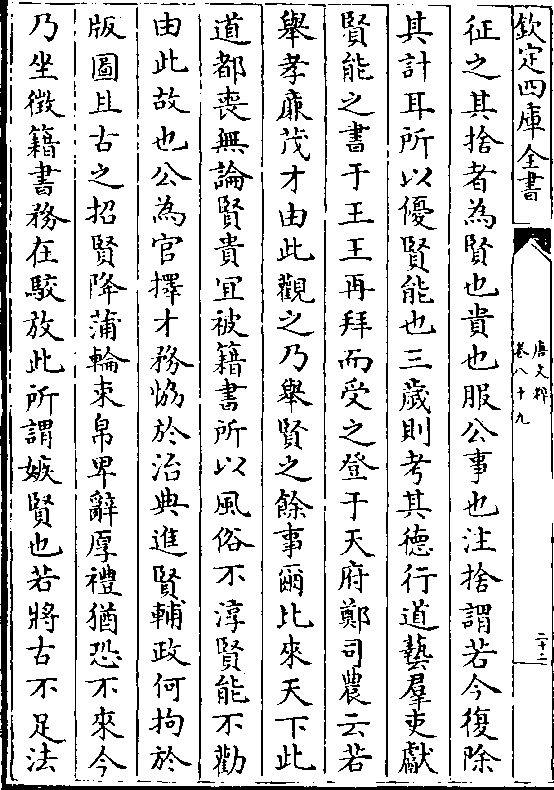 欽定四庫全書
唐文粹
卷八十九
二十二
征之其捨者為賢也貴也服公事也注捨謂若今復除
其計耳所以優賢能也三歲則考其德行道藝羣吏獻
賢能之書于王王再拜而受之登于天府鄭司農云若
舉孝廉茂才由此觀之乃舉賢之餘事爾比來天下此
道都喪無論賢貴宜被籍書所以風俗不淳賢能不勸
由此故也公為官擇才務恊於治典進賢輔政何拘於
版圖且古之招賢降蒲輪束帛卑辭厚禮猶恐不來今
乃坐徵籍書務在駮放此所謂嫉賢也若將古不足法